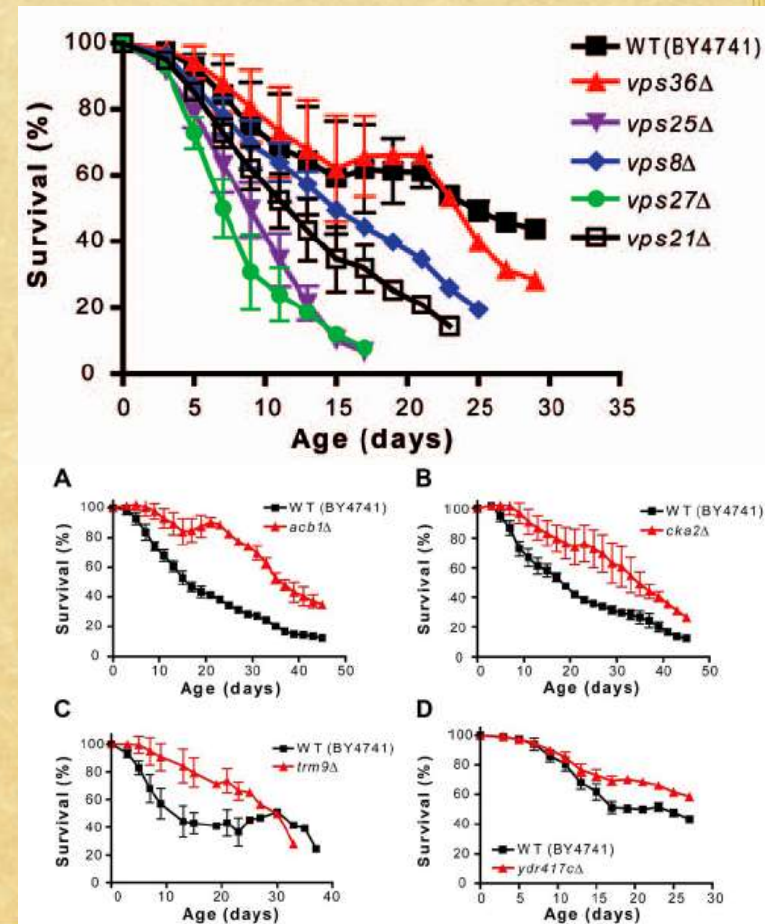 Survival (%)
100
80
60
40
20
0
0 5 10 15 20 25 30 35
Age (days)
WT(BY4741)
vps36Δ
vps25Δ
vps8Δ
vps27Δ
vps21Δ
A
Survival (%)
100
80
60
40
20
0
0 10 20 30 40 50
Age (days)
WT (BY4741)
acb1Δ
B
Survival (%)
100
80
60
40
20
0
0 10 20 30 40 50
Age (days)
WT (BY4741)
cka2Δ
C
Survival (%)
100
80
60
40
20
0
0 10 20 30 40
Age (days)
WT (BY4741)
trm9Δ
D
Survival (%)
100
80
60
40
20
0
0 10 20 30
Age (days)
WT (BY4741)
ydr417cΔ